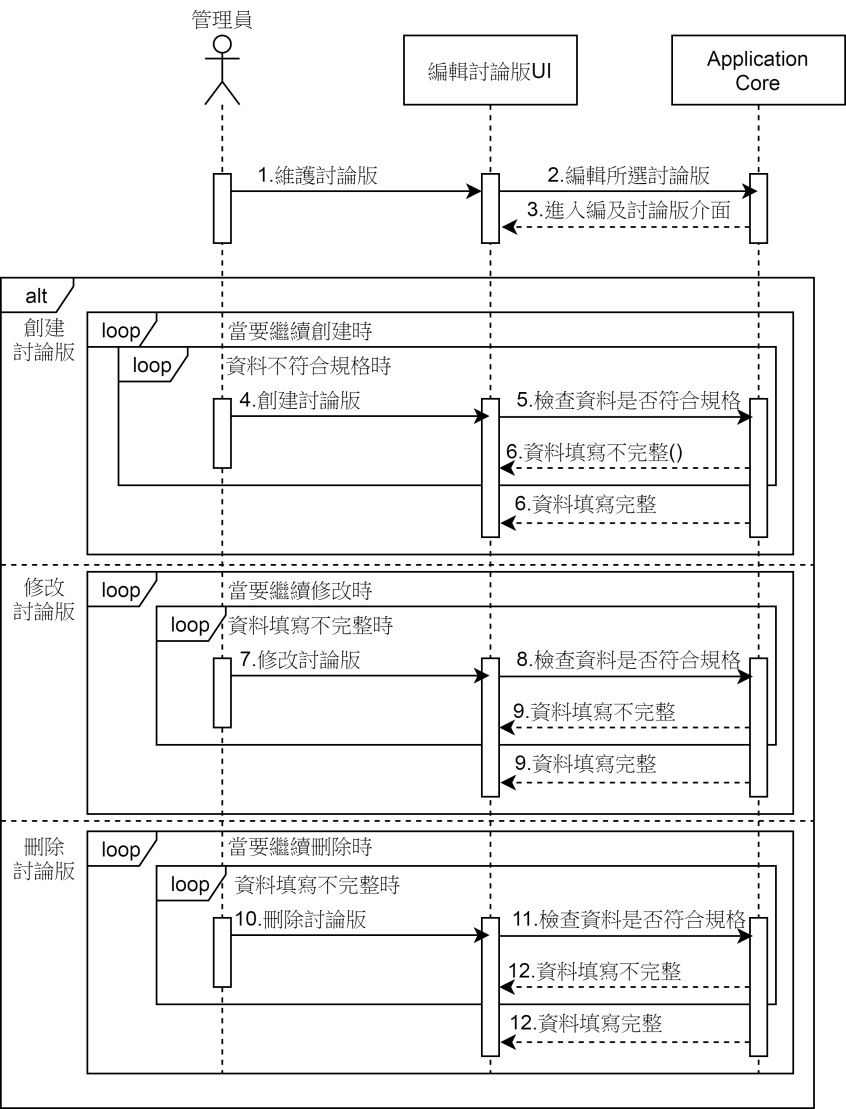 管理員
編輯討論版UI
Application
Core
1.維護討論版
2.編輯所選討論版
3.進入編及討論版介面
alt
創建
討論版
loop
當要繼續創建時
loop
資料不符合規格時
4.創建討論版
5.檢查資料是否符合規格
6.資料填寫不完整()
6.資料填寫完整
修改
討論版
loop
當要繼續修改時
loop
資料填寫不完整時
7.修改討論版
8.檢查資料是否符合規格
9.資料填寫不完整
9.資料填寫完整
刪除
討論版
loop
當要繼續刪除時
loop
資料填寫不完整時
10.刪除討論版
11.檢查資料是否符合規格
12.資料填寫不完整
12.資料填寫完整